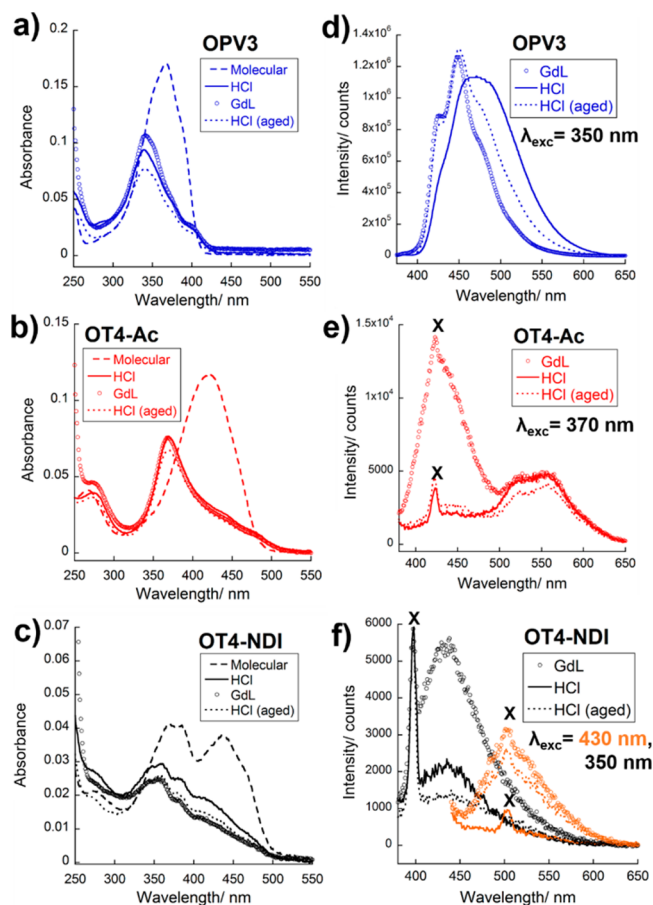 a)
OPV3
Molecular
HCl
GdL
HCl (aged)
0.2
0.15
0.1
0.05
0
Absorbance
250 300 350 400 450 500 550
Wavelength/ nm
d)
OPV3
GdL
HCl
HCl (aged)
λexc= 350 nm
1.4x10⁶
1.2x10⁶
1x10⁶
8x10⁵
6x10⁵
4x10⁵
2x10⁵
0
Intensity/ counts
400 450 500 550 600 650
Wavelength/ nm
b)
OT4-Ac
Molecular
HCl
GdL
HCl (aged)
0.15
0.1
0.05
0
Absorbance
250 300 350 400 450 500 550
Wavelength/ nm
e)
OT4-Ac
X
GdL
HCl
HCl (aged)
λexc= 370 nm
X
1.5x10⁴
1x10⁴
5000
0
Intensity/ counts
400 450 500 550 600 650
Wavelength/ nm
c)
OT4-NDI
Molecular
HCl
GdL
HCl (aged)
0.07
0.06
0.05
0.04
0.03
0.02
0.01
0
Absorbance
250 300 350 400 450 500 550
Wavelength/ nm
f)
OT4-NDI
X
GdL
HCl
HCl (aged)
λexc= 430 nm,
350 nm
X
X
6000
5000
4000
3000
2000
1000
0
Intensity/ counts
400 450 500 550 600 650
Wavelength/ nm